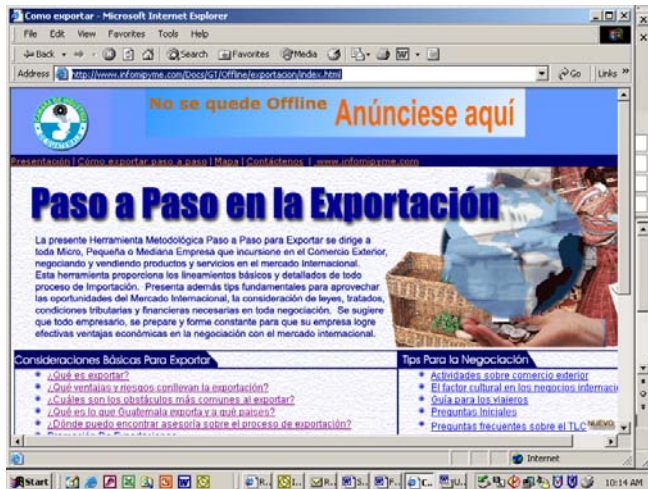 Como exportar - Microsoft Internet Explorer
File Edit View Favorites Tools Help
Back Search Favorites Media
Address http://www.infomipyme.com/Docs/GT/Offline/exportacion/index.html Go Links »
No se quede Offline Anúnciese aquí
Presentación | Cómo exportar paso a paso | Mapa | Contáctenos | www.infomipyme.com
Paso a Paso en la Exportación
La presente Herramienta Metodológica Paso a Paso para Exportar se dirige a
toda Micro, Pequeña o Mediana Empresa que incursione en el Comercio Exterior,
negociando y vendiendo productos y servicios en el mercado Internacional.
Esta herramienta proporciona los lineamientos básicos y detallados de todo
proceso de Importación. Presenta además tips fundamentales para aprovechar
las oportunidades del Mercado Internacional, la consideración de leyes, tratados,
condiciones tributarias y financieras necesarias en toda negociación. Se sugiere
que todo empresario, se prepare y forme constante para que su empresa logre
efectivas ventajas económicas en la negociación con el mercado internacional.
Consideraciones Básicas Para Exportar
¿Qué es exportar?
¿Qué ventajas y riesgos conllevan la exportación?
¿Cuáles son los obstáculos más comunes al exportar?
¿Qué es lo que Guatemala exporta y a qué países?
¿Dónde puedo encontrar asesoría sobre el proceso de exportación?
Tips Para la Negociación
Actividades sobre comercio exterior
El factor cultural en los negocios internacio
Guía para los viajeros
Preguntas Iniciales
Preguntas frecuentes sobre el TLC NUEVO
Internet
Start R.. I.. R.. S.. F.. C.. U.. 10:14 AM